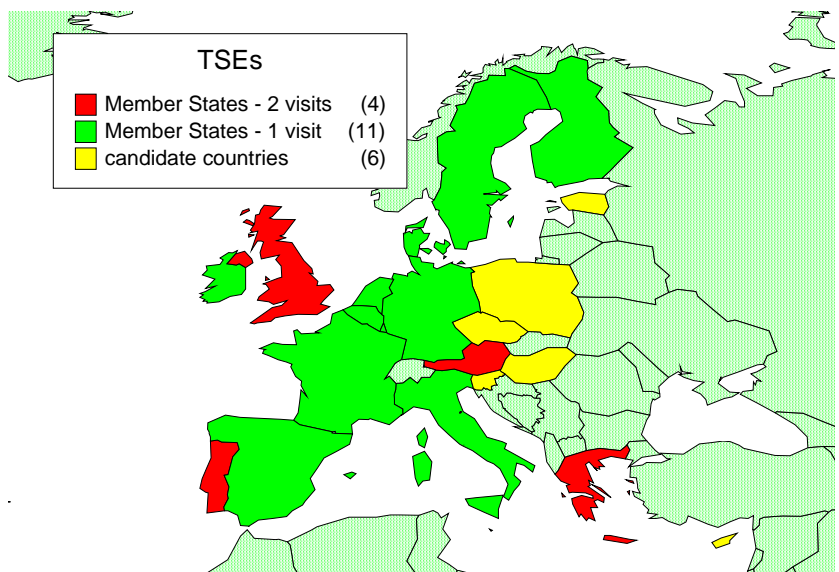 TSEs
Member States - 2 visits (4)
Member States - 1 visit (11)
candidate countries (6)